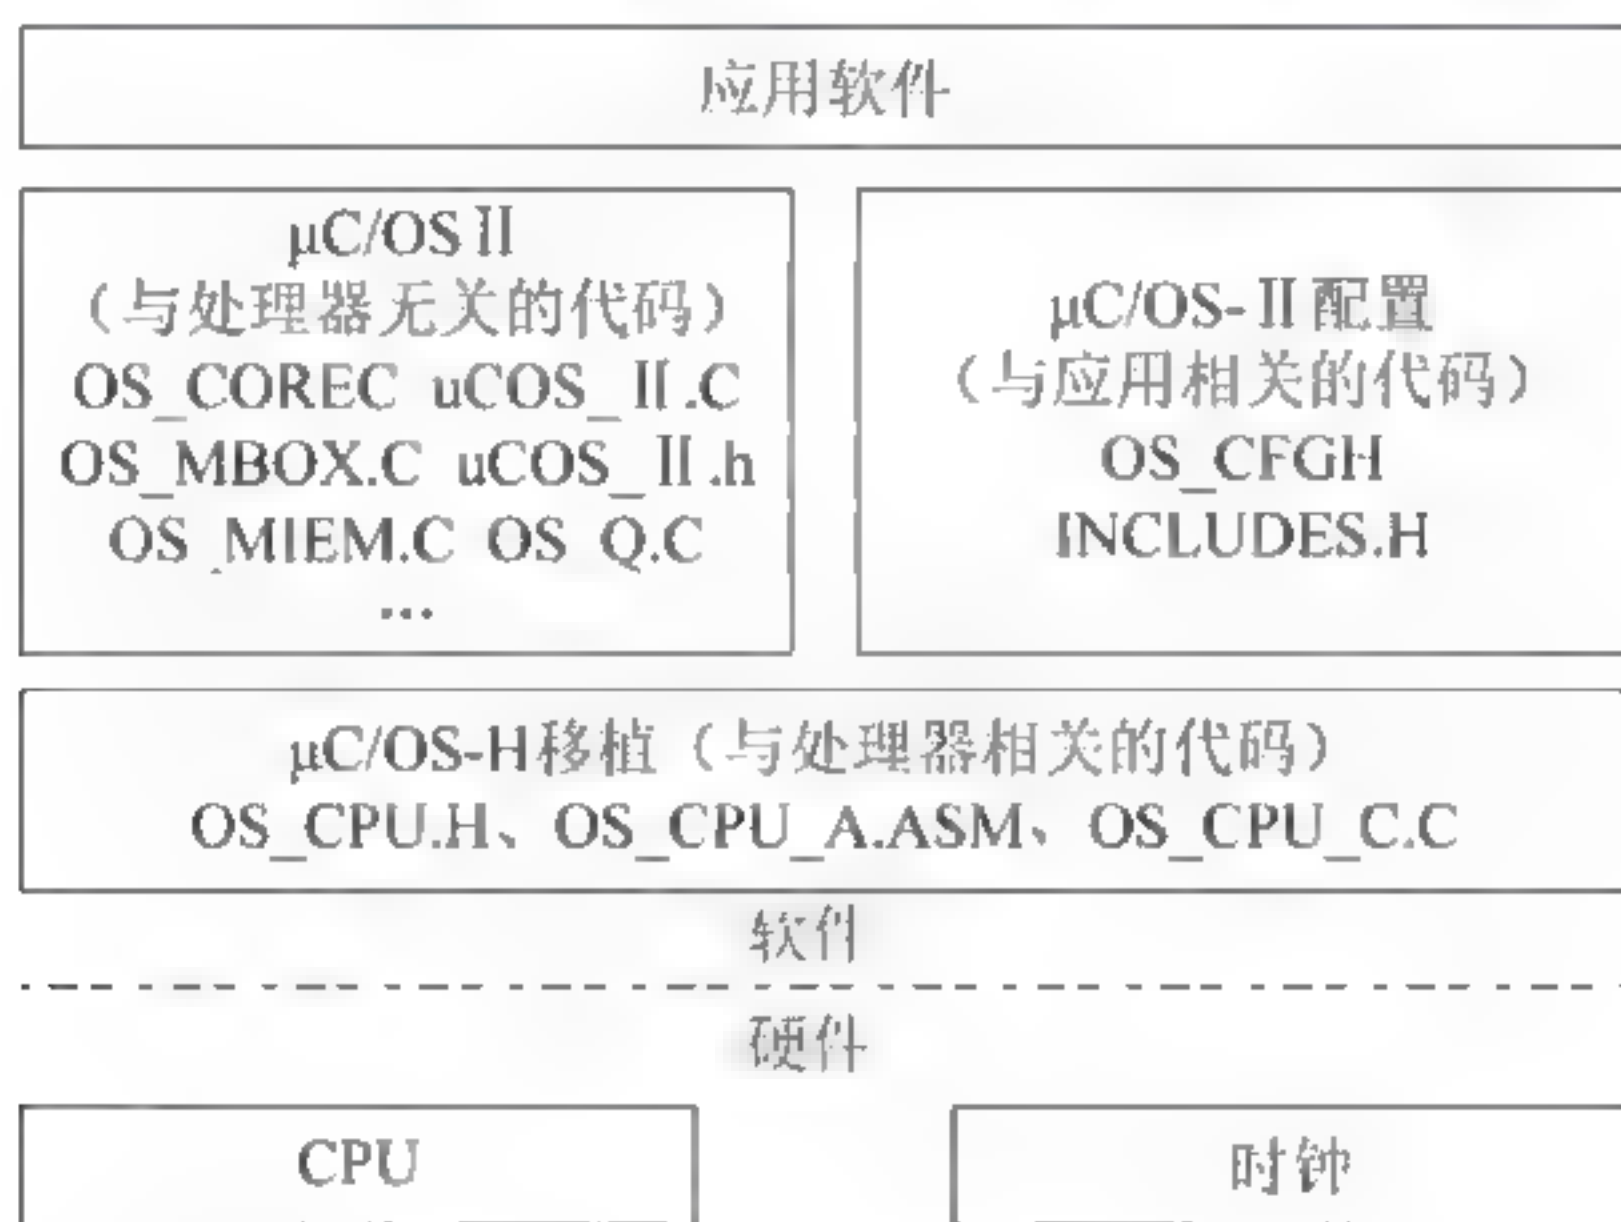 应用软件
μC/OS II
（与处理器无关的代码）
OS_COREC uCOS_II.C
OS_MBOX.C uCOS_II.h
OS_MIEM.C OS_Q.C
...
μC/OS-II配置
（与应用相关的代码）
OS_CFGH
INCLUDES.H
μC/OS-H移植（与处理器相关的代码）
OS_CPU.H、OS_CPU_A.ASM、OS_CPU_C.C
软件
硬件
CPU
时钟